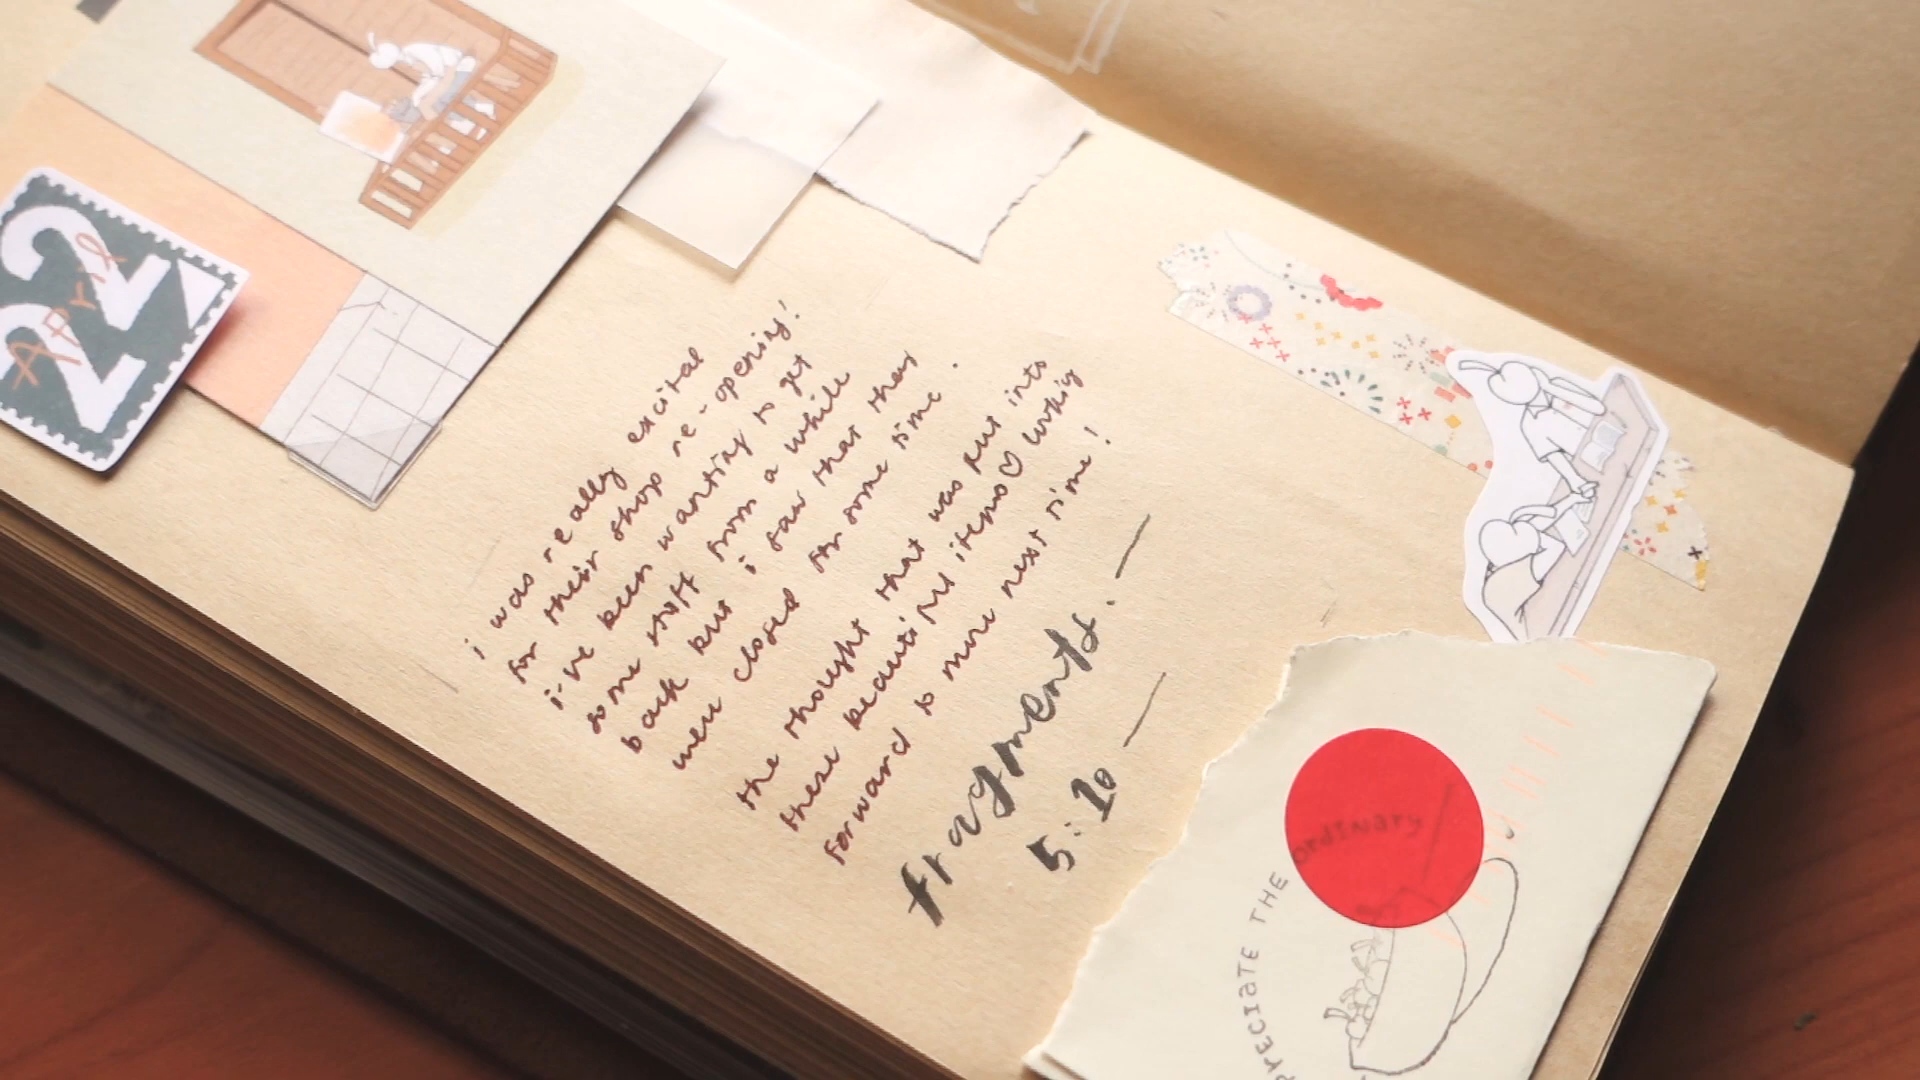 22
April
i was really excited
for their shop re-opening!
i've been wanting to get
some stuff from a while
back but i saw that they
were closed for some time.
the thought that was put into
these beautiful items♡ looking
forward to more next time!
fragments.
5:20
PRECIATE THE ordinary